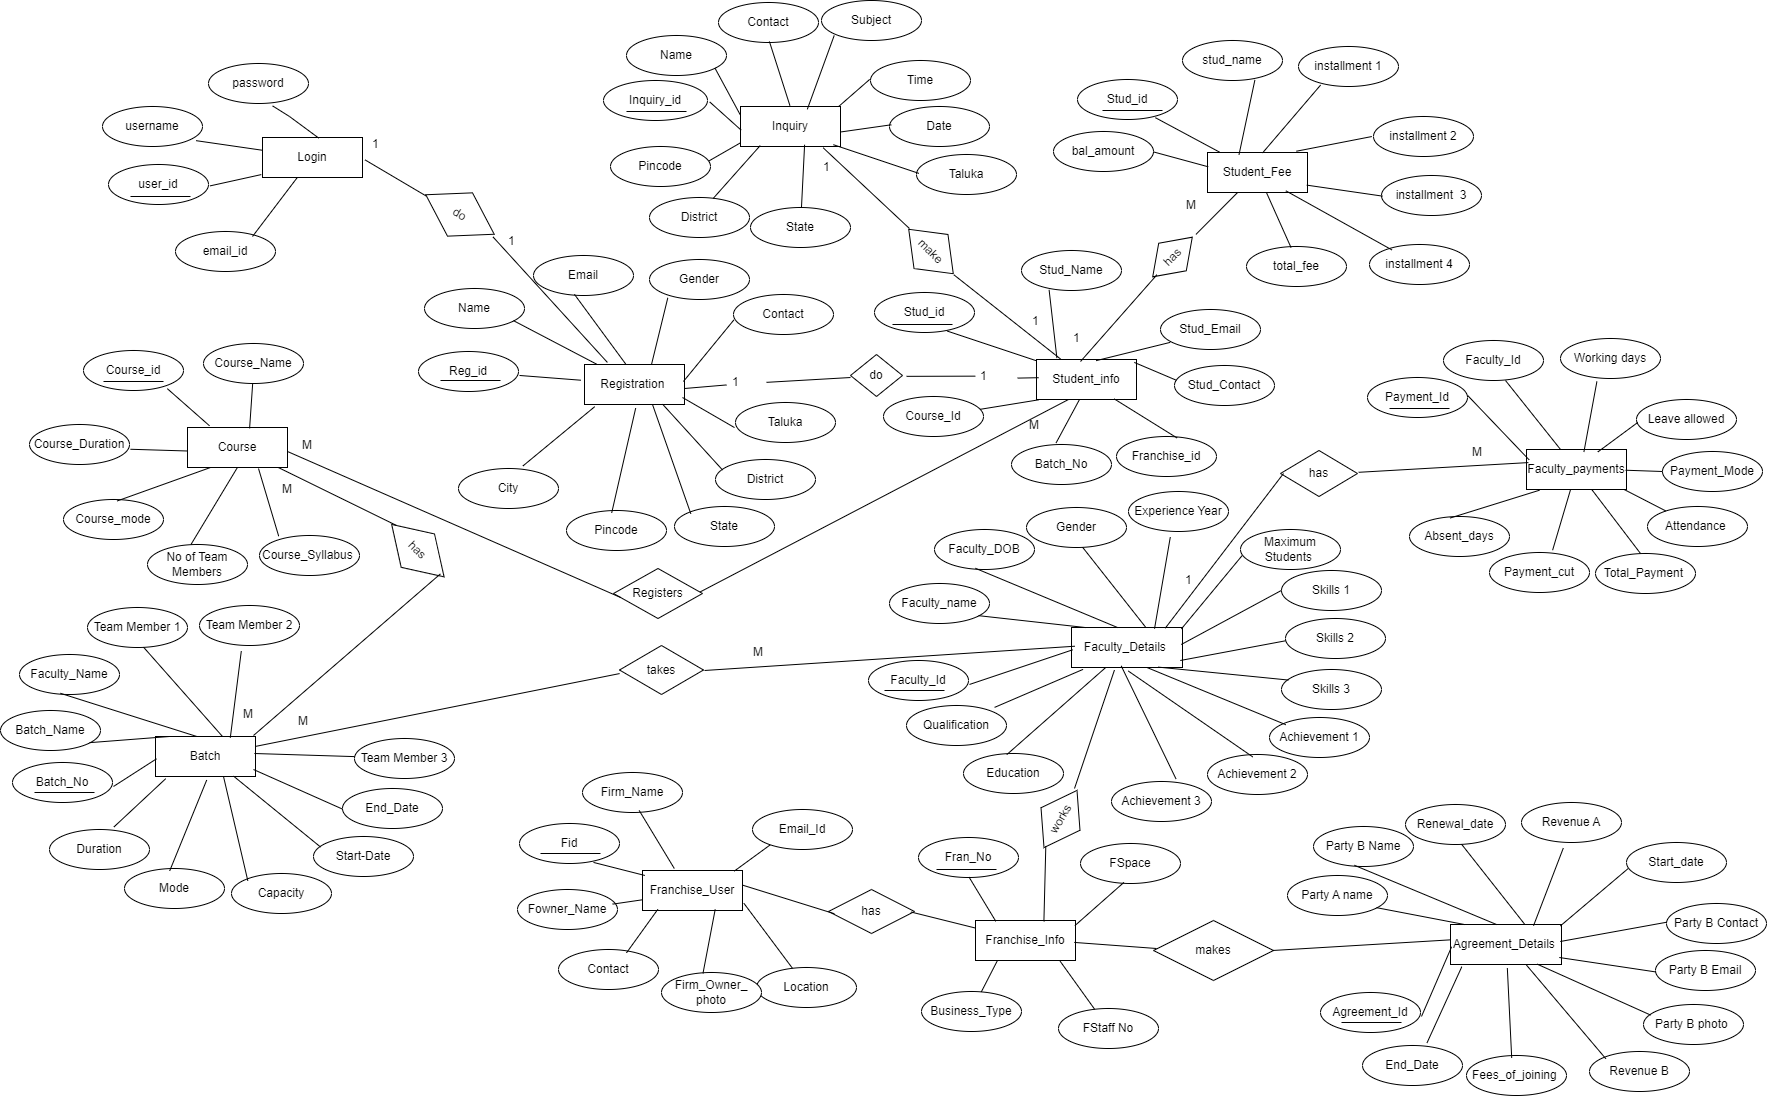 Contact
Subject
Name
Time
Inquiry_id
Inquiry
Date
Pincode
Taluka
1
District
State
stud_name
installment 1
Stud_id
bal_amount
installment 2
Student_Fee
installment  3
M
total_fee
installment 4
password
username
Login
1
user_id
email_id
do
1
make
has
Email
Gender
Name
Contact
Reg_id
Registration
1
do
1
Taluka
City
District
Pincode
State
Stud_Name
Stud_id
1
1
Stud_Email
Student_info
Stud_Contact
Course_Id
M
Batch_No
Franchise_id
Course_id
Course_Name
Course_Duration
Course
M
M
Course_mode
No of Team
Members
Course_Syllabus
has
Registers
Faculty_Id
Working days
Payment_Id
Leave allowed
M
Faculty_payments
Payment_Mode
has
Absent_days
Attendance
Payment_cut
Total_Payment
Gender
Experience Year
Faculty_DOB
Maximum
Students
1
Skills 1
Faculty_name
Skills 2
Faculty_Details
Faculty_Id
Skills 3
Qualification
Achievement 1
Education
Achievement 2
Achievement 3
takes
M
Team Member 1
Team Member 2
Faculty_Name
M
M
Batch_Name
Batch
Team Member 3
Batch_No
End_Date
Duration
Start-Date
Mode
Capacity
works
Firm_Name
Email_Id
Fid
Franchise_User
Fowner_Name
has
Contact
Firm_Owner_
photo
Location
Fran_No
FSpace
Franchise_Info
makes
Business_Type
FStaff No
Renewal_date
Revenue A
Party B Name
Start_date
Party A name
Party B Contact
Agreement_Details
Party B Email
Agreement_Id
Party B photo
End_Date
Fees_of_joining
Revenue B